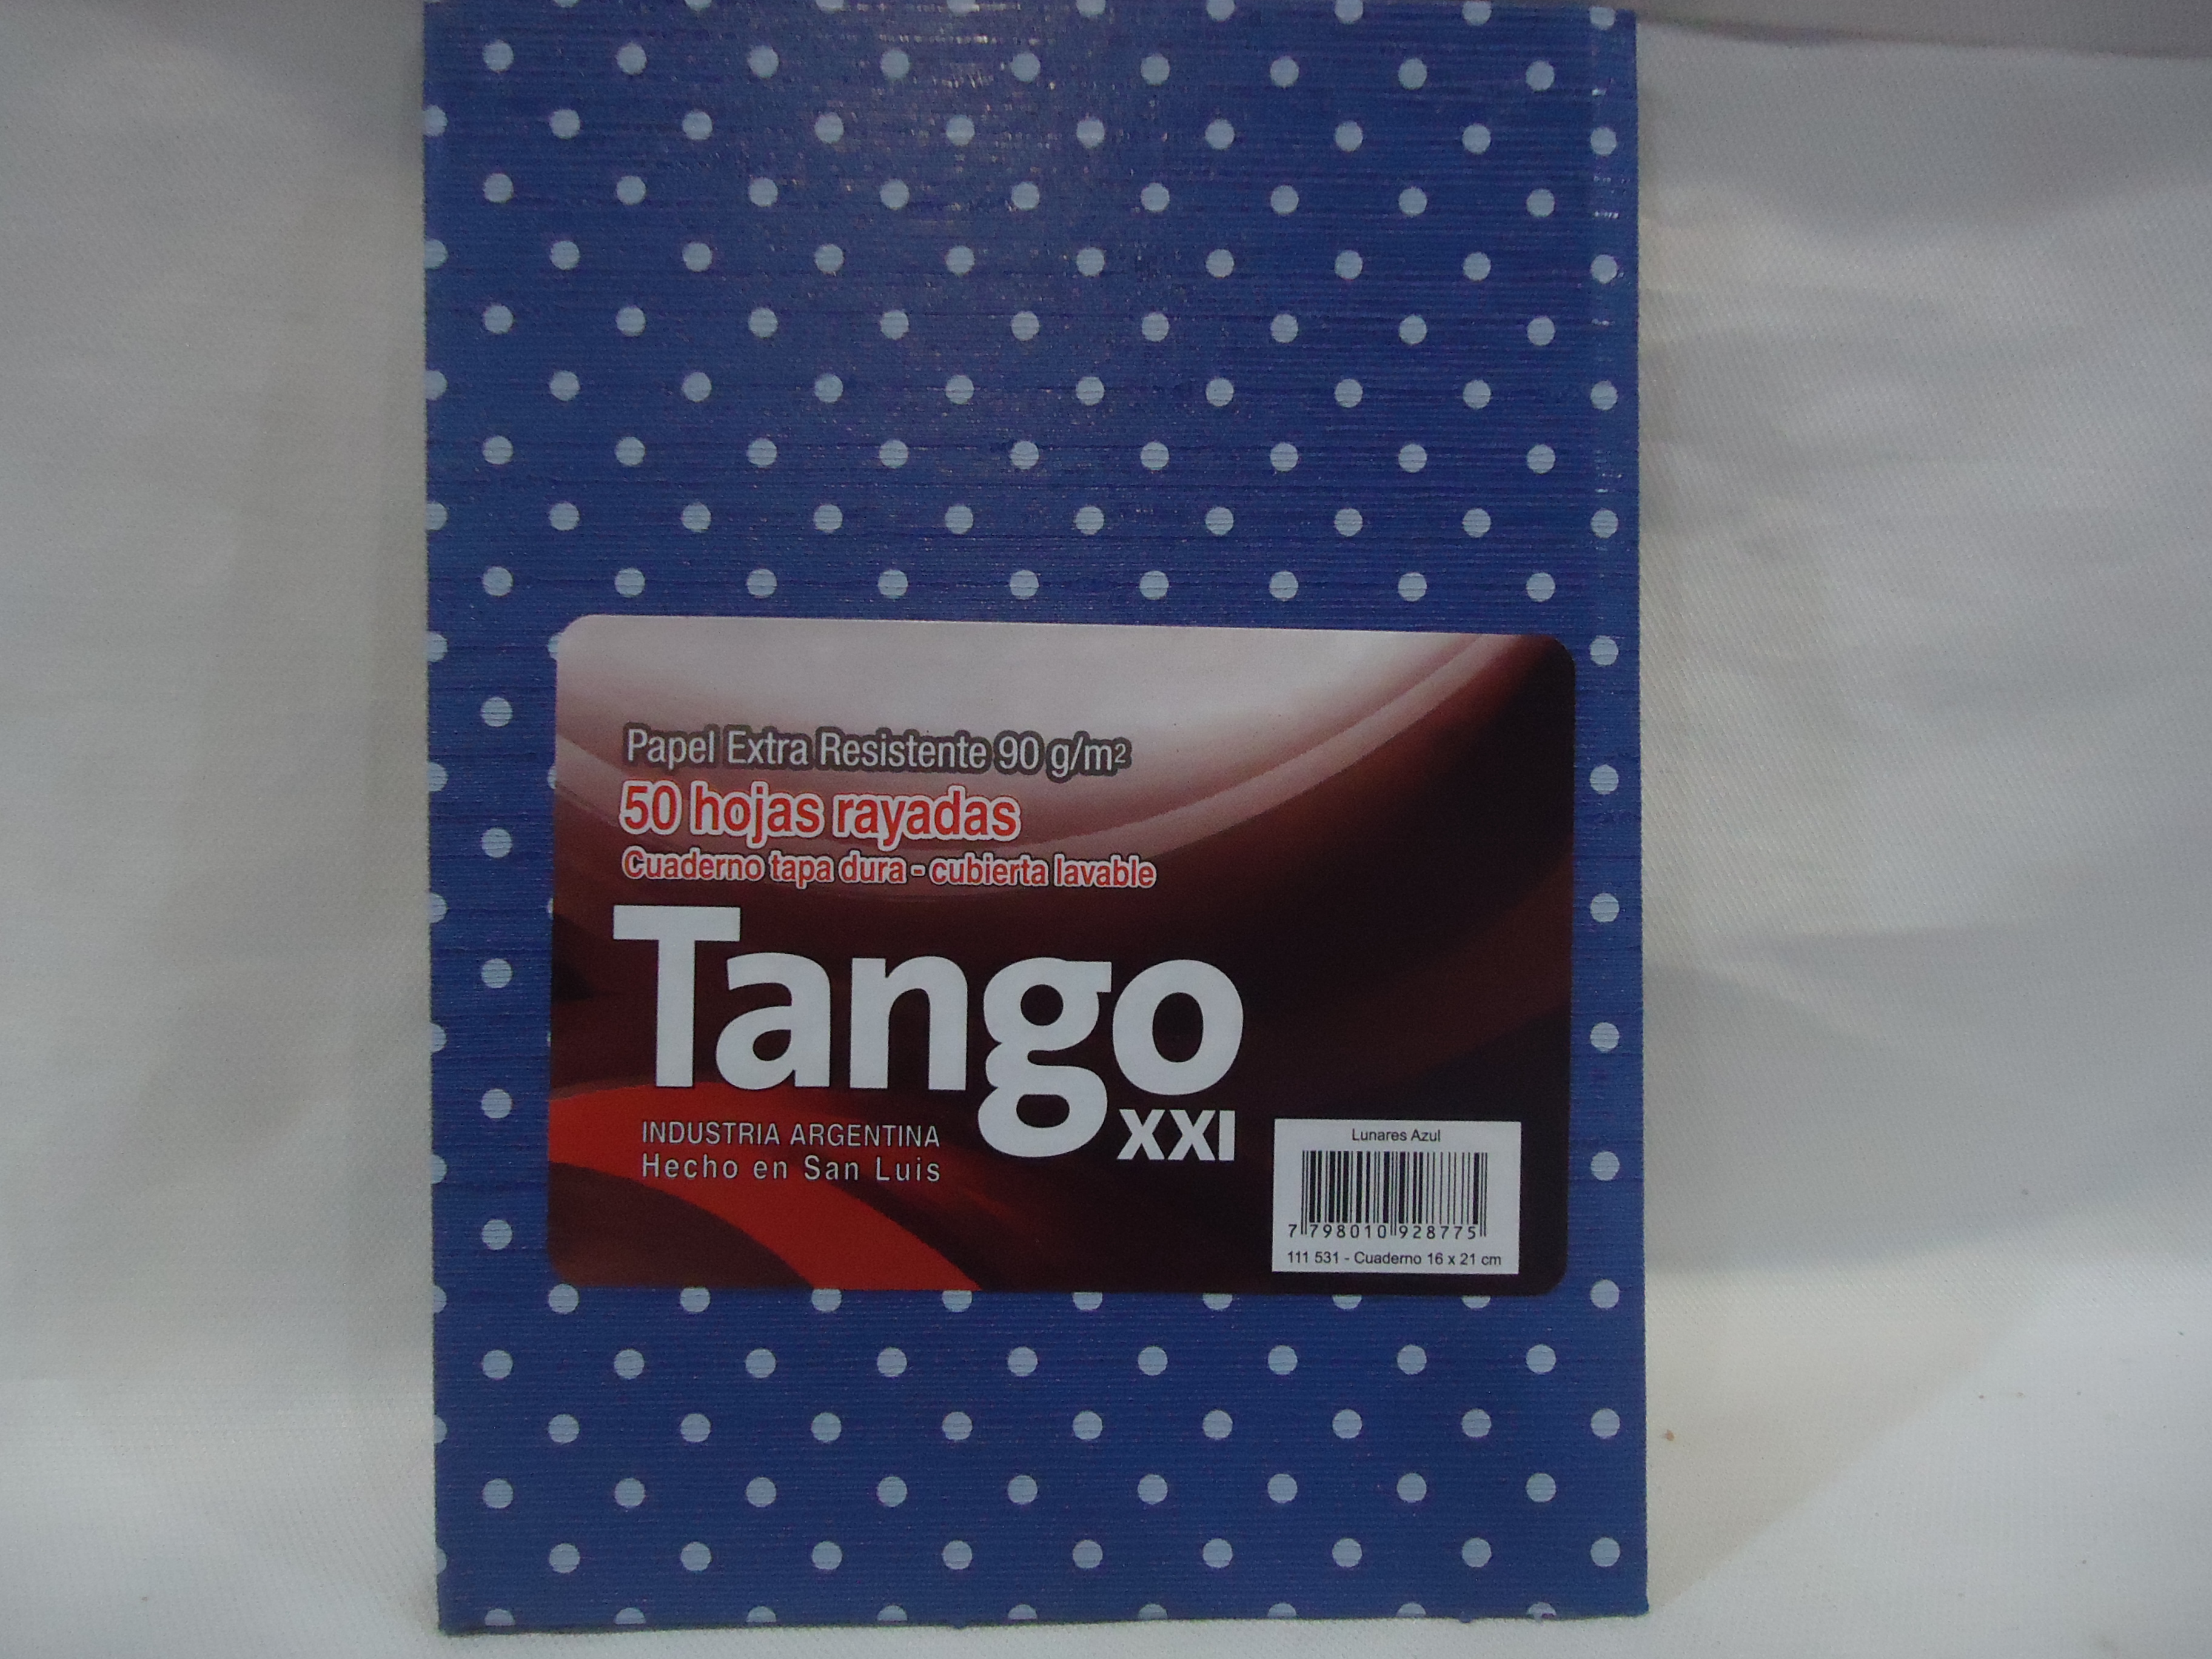 Papel Extra Resistente 90 g/m²
50 hojas rayadas
Cuaderno tapa dura - cubierta lavable
Tango
XXI
INDUSTRIA ARGENTINA
Hecho en San Luis
Lunares Azul
7 798010 928775
111 531 - Cuaderno 16 x 21 cm